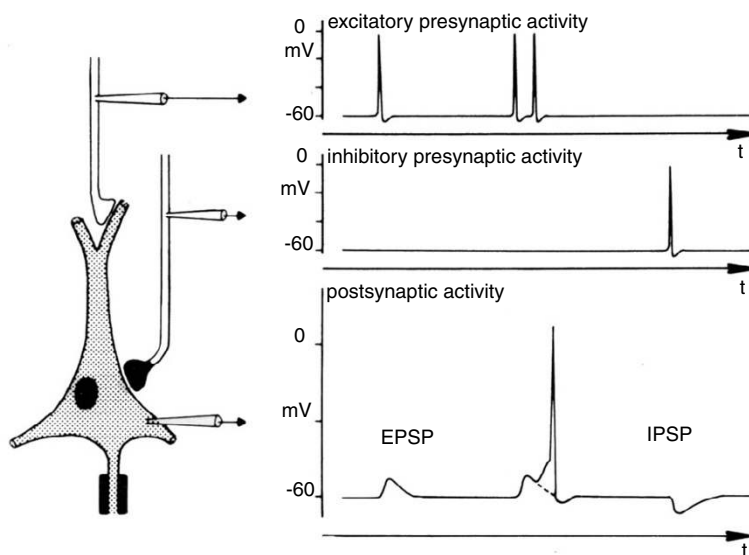 0 excitatory presynaptic activity
mV
-60
t
0 inhibitory presynaptic activity
mV
-60
t
postsynaptic activity
0
mV
EPSP IPSP
-60
t